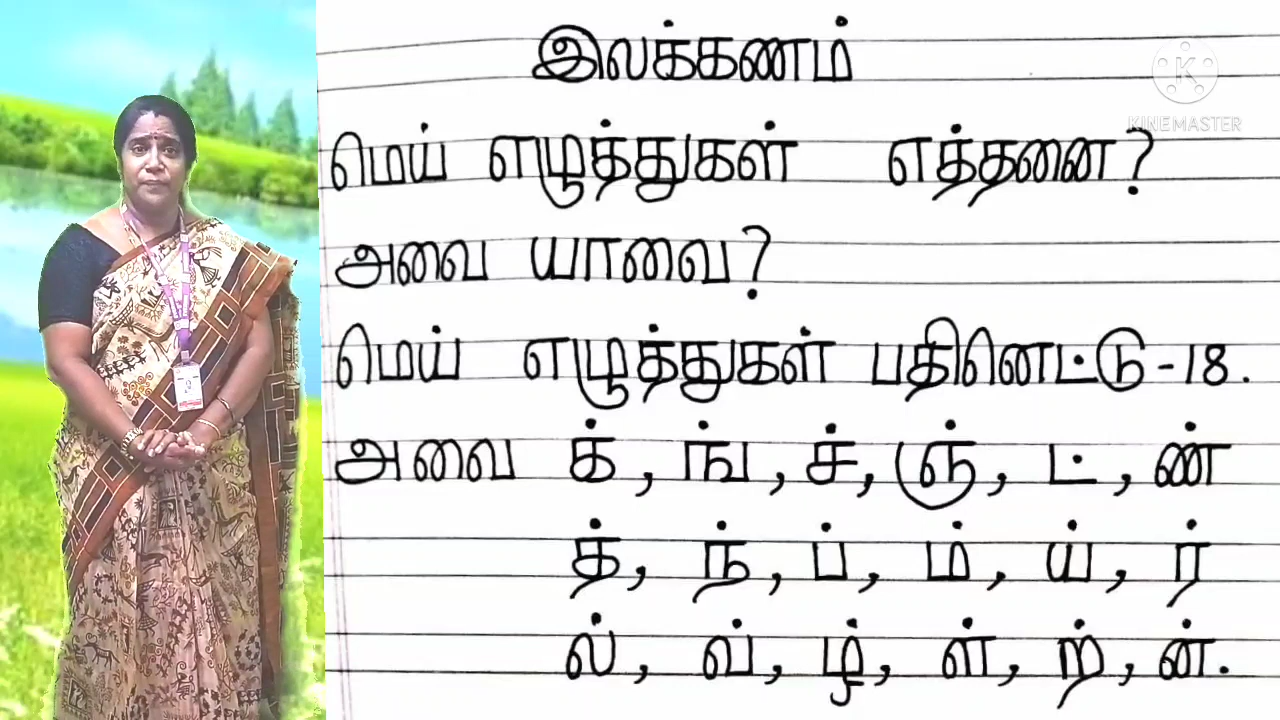 இலக்கணம்
KINEMASTER
மெய் எழுத்துகள் எத்தனை?
அவை யாவை?
மெய் எழுத்துகள் பதினெட்டு - 18.
அவை க், ங், ச், ஞ், ட், ண்
த், ந், ப், ம், ய், ர்
ல், வ், ழ், ள், ற், ன்.